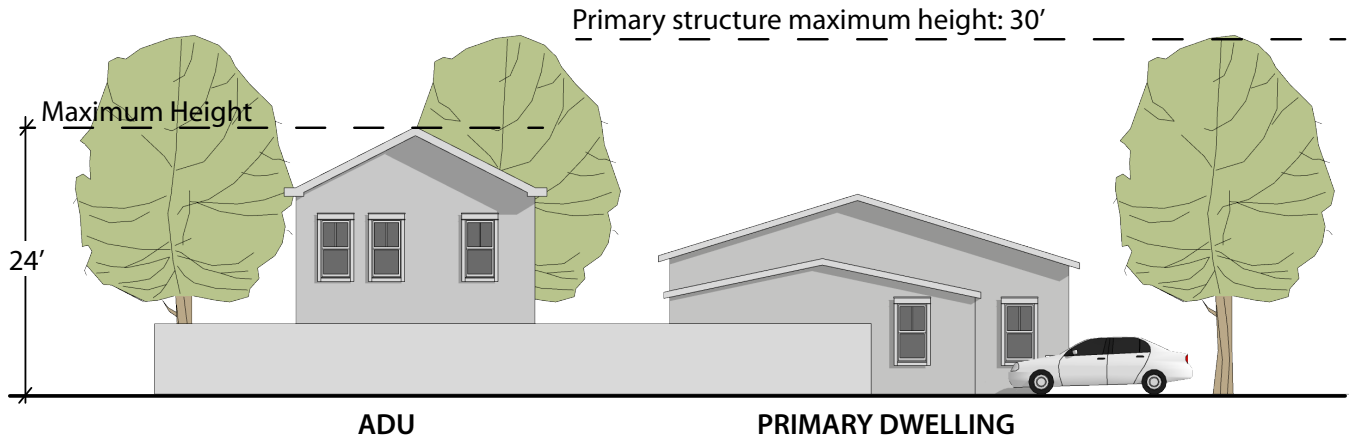 Primary structure maximum height: 30’
Maximum Height
24’
ADU
PRIMARY DWELLING